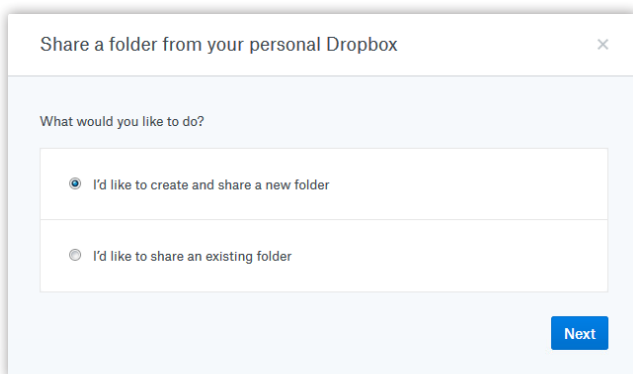 Share a folder from your personal Dropbox
What would you like to do?
I'd like to create and share a new folder
I'd like to share an existing folder
Next